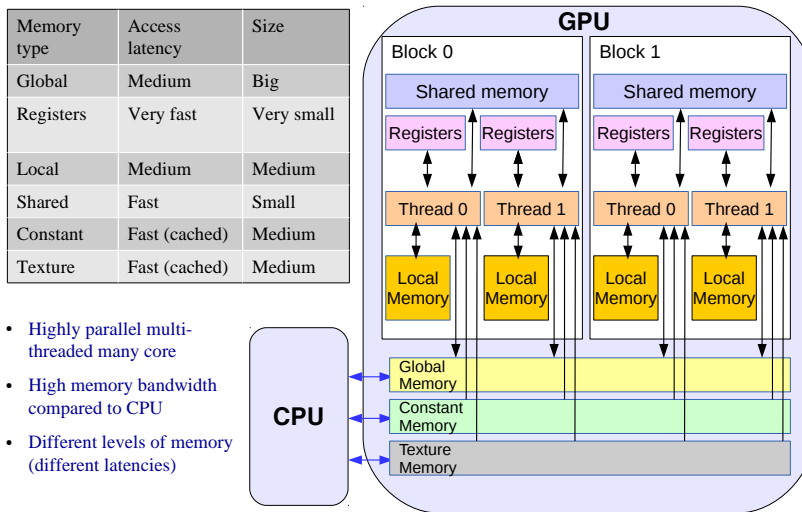 Memory type Access latency Size
Global Medium Big
Registers Very fast Very small
Local Medium Medium
Shared Fast Small
Constant Fast (cached) Medium
Texture Fast (cached) Medium
• Highly parallel multi-
threaded many core
• High memory bandwidth
compared to CPU
• Different levels of memory
(different latencies)
CPU
GPU
Block 0
Shared memory
Registers Registers
Thread 0 Thread 1
Local Memory Local Memory
Block 1
Shared memory
Registers Registers
Thread 0 Thread 1
Local Memory Local Memory
Global
Memory
Constant
Memory
Texture
Memory